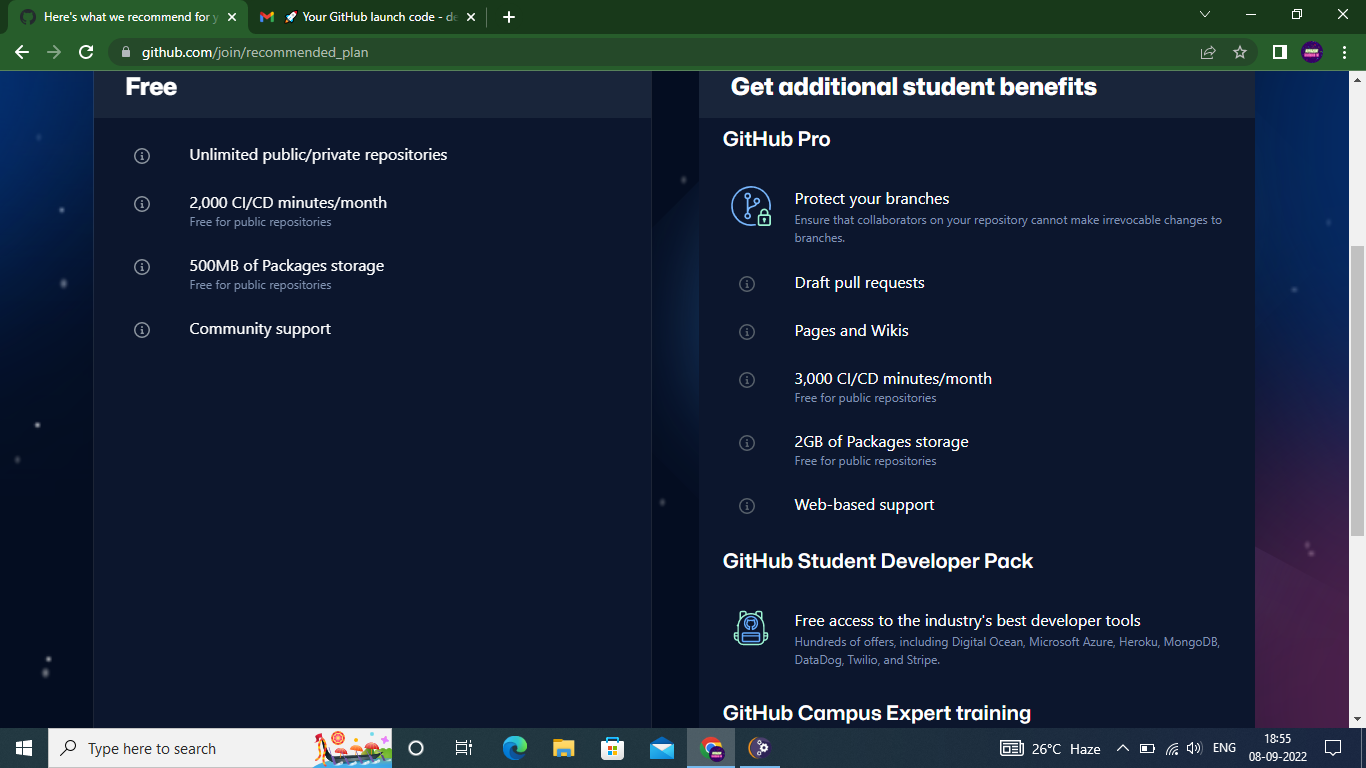 Here's what we recommend for y
🚀 Your GitHub launch code - de
github.com/join/recommended_plan
Free
Unlimited public/private repositories
2,000 CI/CD minutes/month
Free for public repositories
500MB of Packages storage
Free for public repositories
Community support
Get additional student benefits
GitHub Pro
Protect your branches
Ensure that collaborators on your repository cannot make irrevocable changes to
branches.
Draft pull requests
Pages and Wikis
3,000 CI/CD minutes/month
Free for public repositories
2GB of Packages storage
Free for public repositories
Web-based support
GitHub Student Developer Pack
Free access to the industry's best developer tools
Hundreds of offers, including Digital Ocean, Microsoft Azure, Heroku, MongoDB,
DataDog, Twilio, and Stripe.
GitHub Campus Expert training
Type here to search
26°C Haze
ENG
18:55
08-09-2022